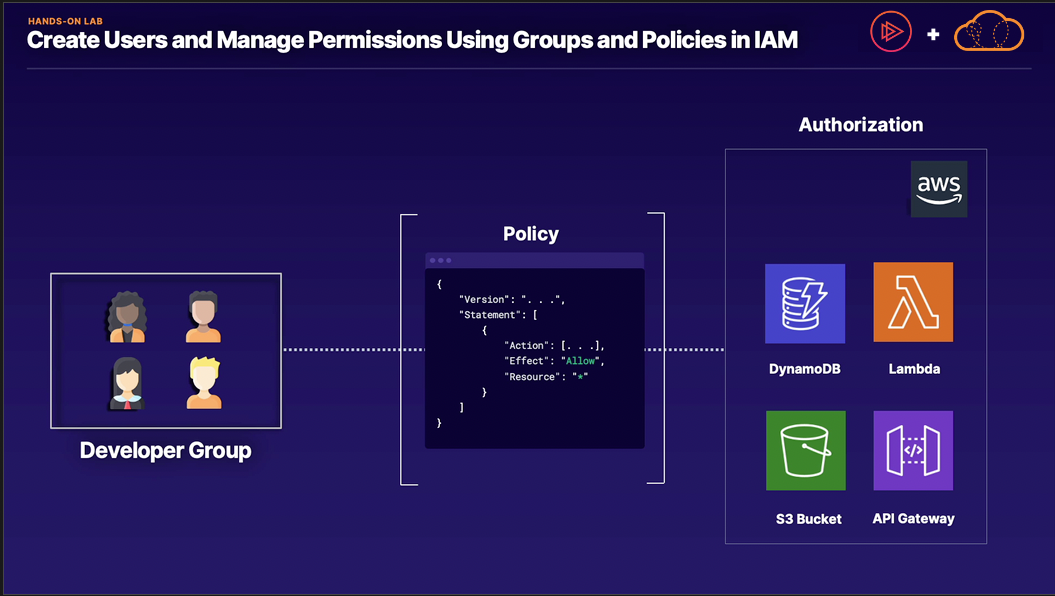 HANDS-ON LAB
Create Users and Manage Permissions Using Groups and Policies in IAM
Authorization
aws
Policy
{
"Version": ". . .",
"Statement": [
{
"Action": [. . .],
"Effect": "Allow",
"Resource": "*"
}
]
}
Developer Group
DynamoDB
Lambda
</>
S3 Bucket
API Gateway